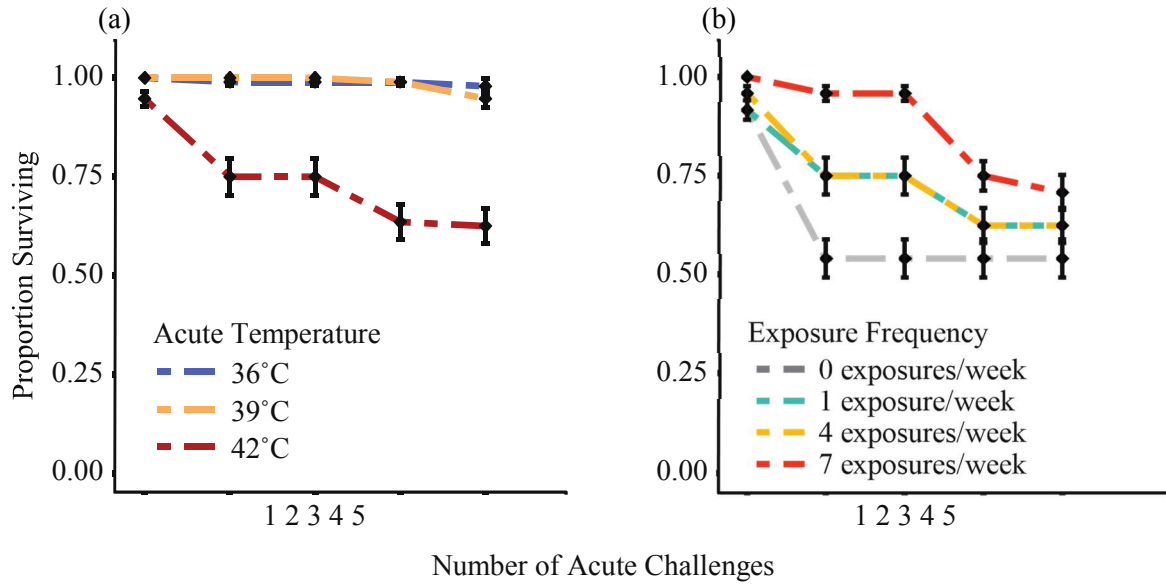 (a)
(b)
Proportion Surviving
1.00
0.75
0.50
0.25
0.00
Acute Temperature
36°C
39°C
42°C
1 2 3 4 5
1.00
0.75
0.50
0.25
0.00
Exposure Frequency
0 exposures/week
1 exposure/week
4 exposures/week
7 exposures/week
1 2 3 4 5
Number of Acute Challenges